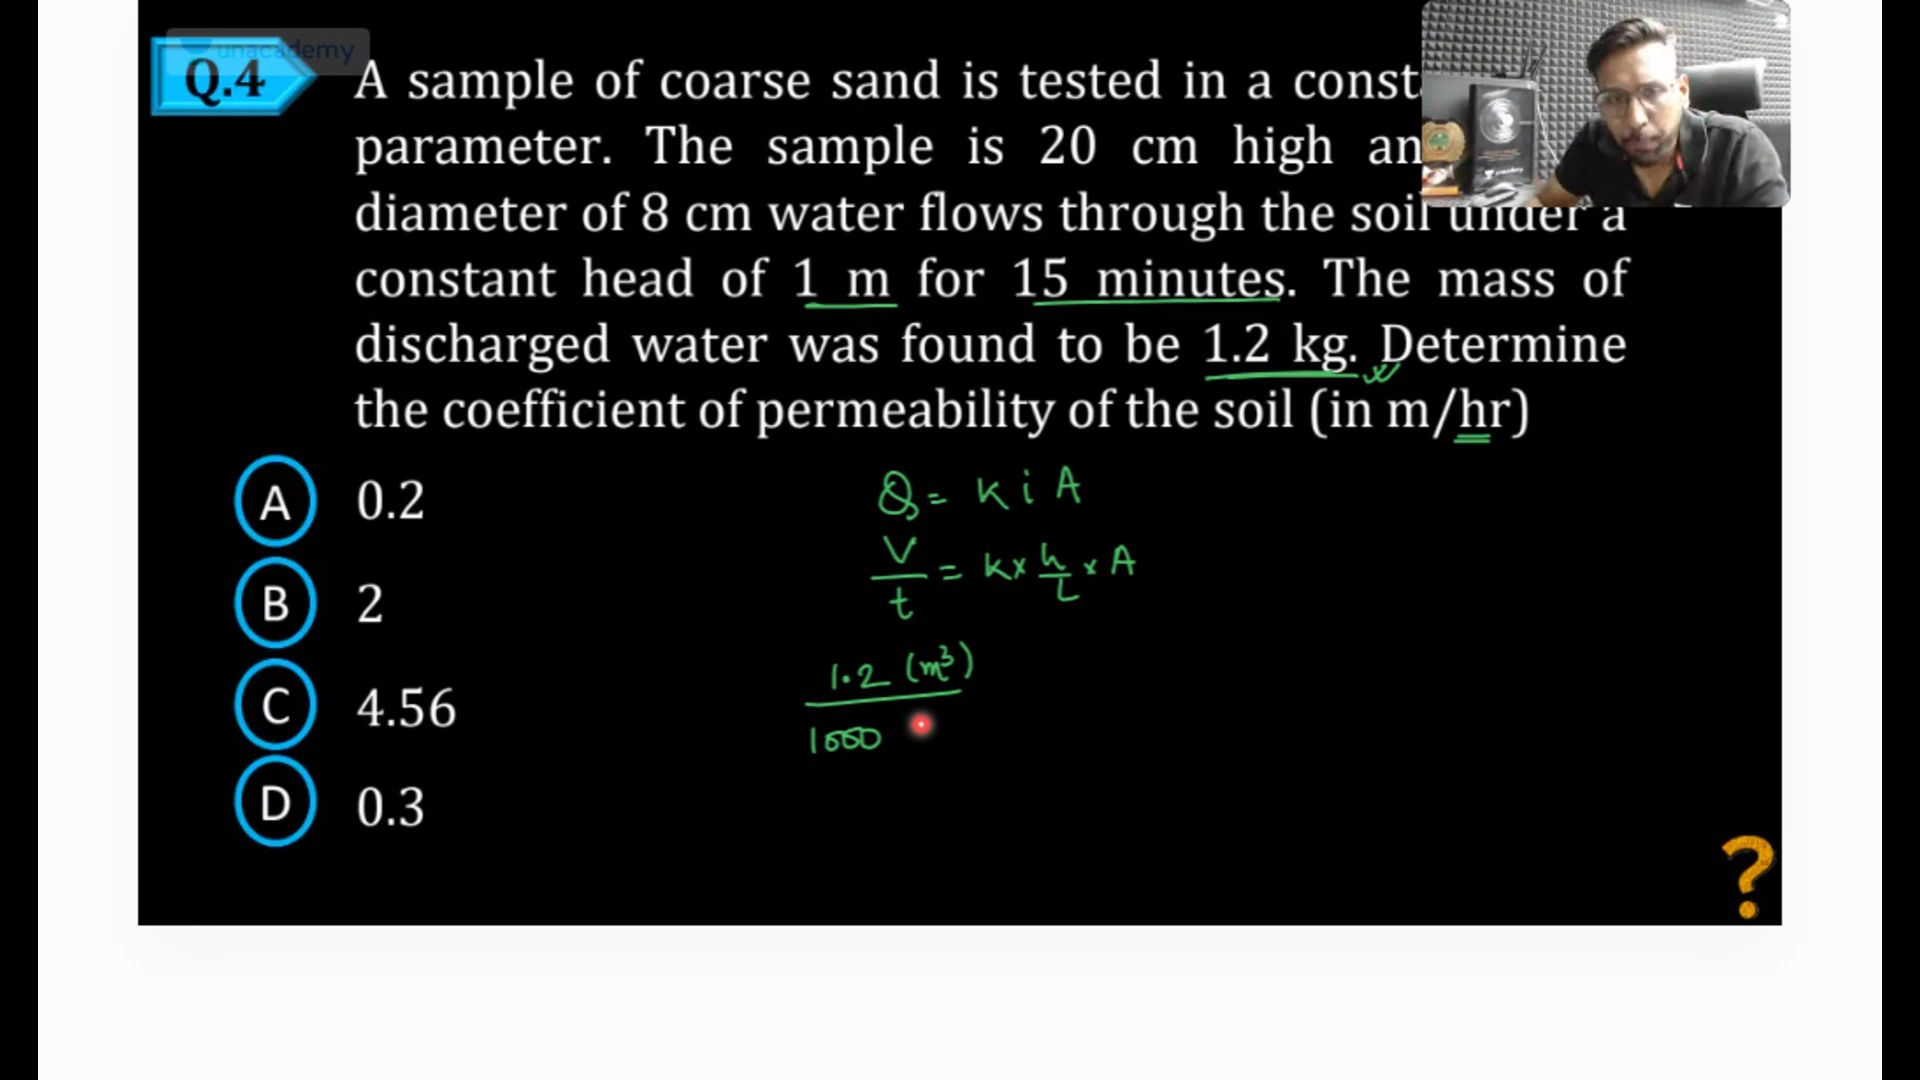 unacademy
Q.4 A sample of coarse sand is tested in a const
parameter. The sample is 20 cm high an
diameter of 8 cm water flows through the soil under a
constant head of 1 m for 15 minutes. The mass of
discharged water was found to be 1.2 kg. Determine
the coefficient of permeability of the soil (in m/hr)
A 0.2
B 2
C 4.56
D 0.3
Q = K i A
V/t = K × h/L × A
1.2 (m³)
1000
?